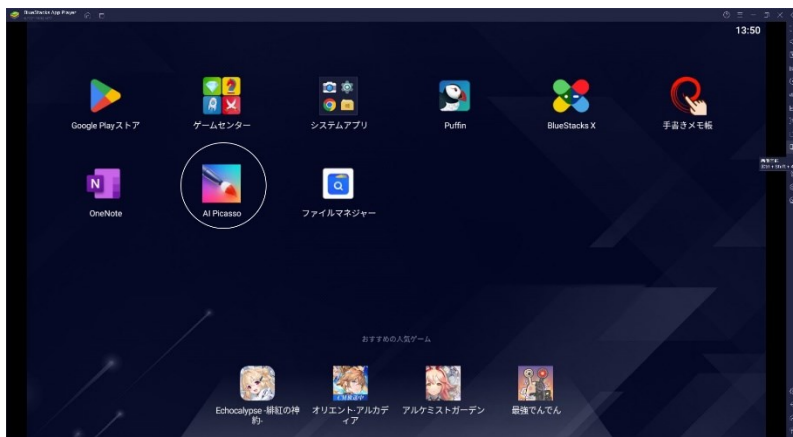 BlueStacks App Player
13:50
Google Play ストア
ゲームセンター
システムアプリ
Puffin
BlueStacks X
手書きメモ帳
OneNote
AI Picasso
ファイルマネジャー
おすすめの人気ゲーム
Echocalypse -緋紅の神
約-
オリエント・アルカデ
ィア
アルケミストガーデン
最強でんでん